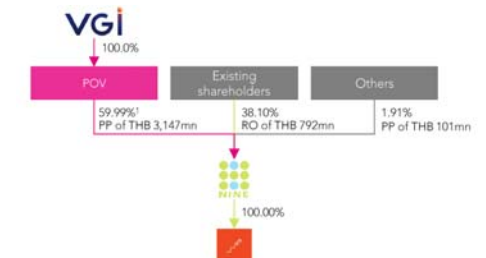 VGI
100.0%
POV
Existing
shareholders
Others
59.99%¹
PP of THB 3,147mn
38.10%
RO of THB 792mn
1.91%
PP of THB 101mn
NINE
100.00%